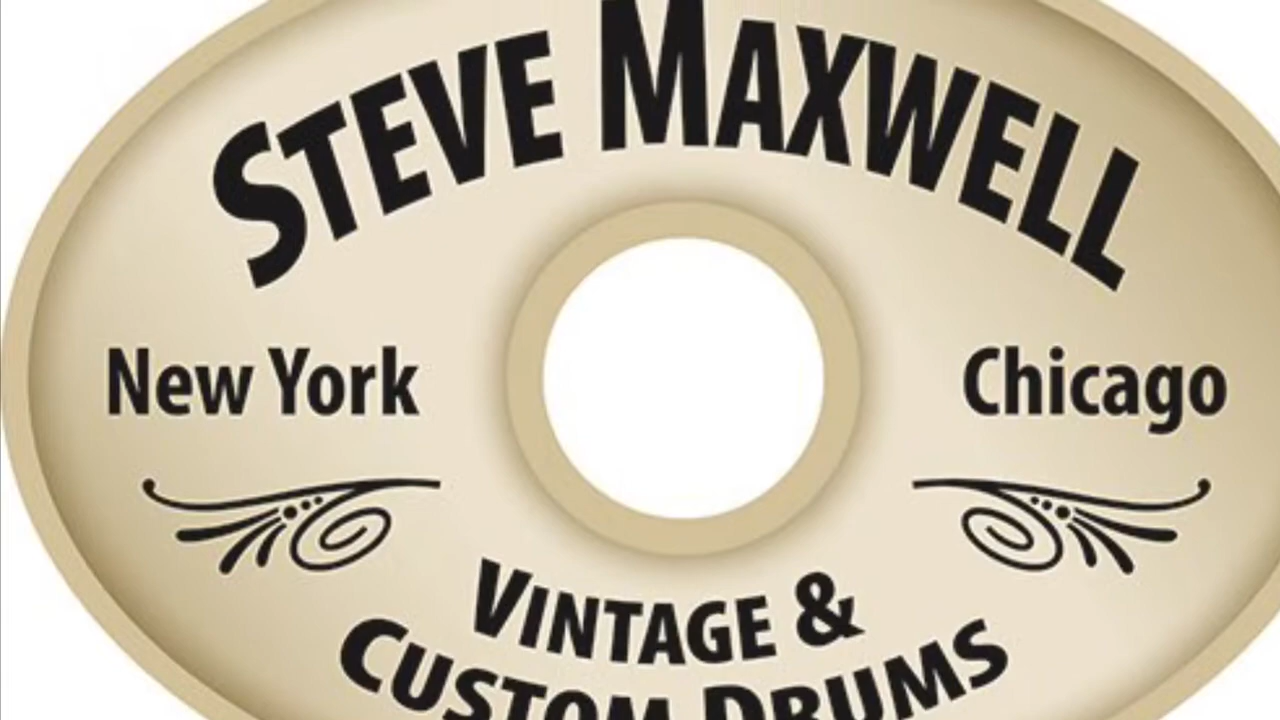 STEVE MAXWELL
New York
Chicago
VINTAGE &
CUSTOM DRUMS